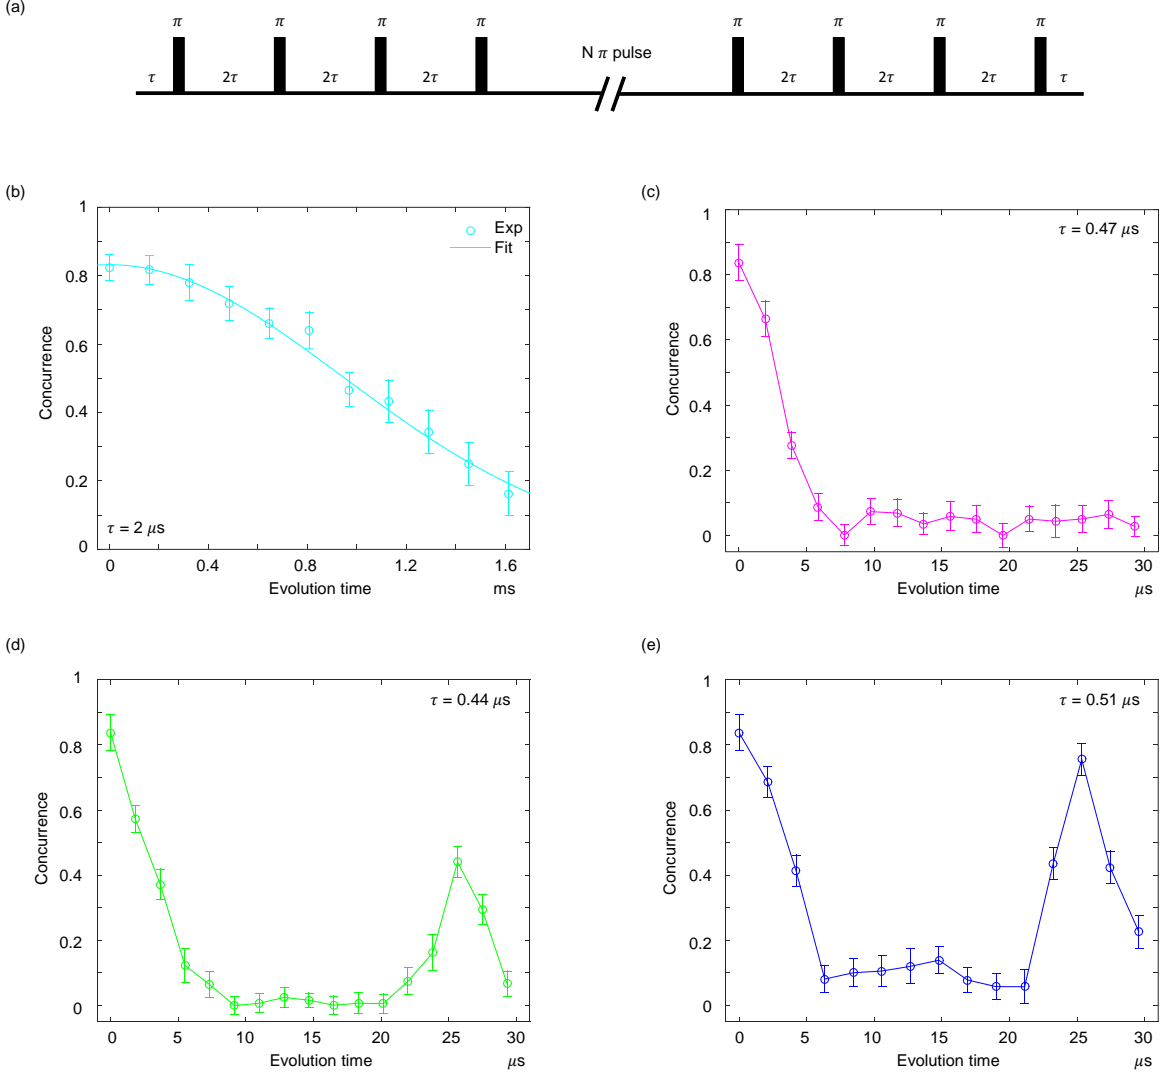 (a)
π π π π N π pulse π π π π
τ 2τ 2τ 2τ 2τ 2τ 2τ τ
(b)
1
0.8
0.6
0.4
0.2
0
Concurrence
Exp
Fit
τ = 2 μs
0 0.4 0.8 1.2 1.6
Evolution time ms
(c)
1
0.8
0.6
0.4
0.2
0
Concurrence
τ = 0.47 μs
0 5 10 15 20 25 30
Evolution time μs
(d)
1
0.8
0.6
0.4
0.2
0
Concurrence
τ = 0.44 μs
0 5 10 15 20 25 30
Evolution time μs
(e)
1
0.8
0.6
0.4
0.2
0
Concurrence
τ = 0.51 μs
0 5 10 15 20 25 30
Evolution time μs